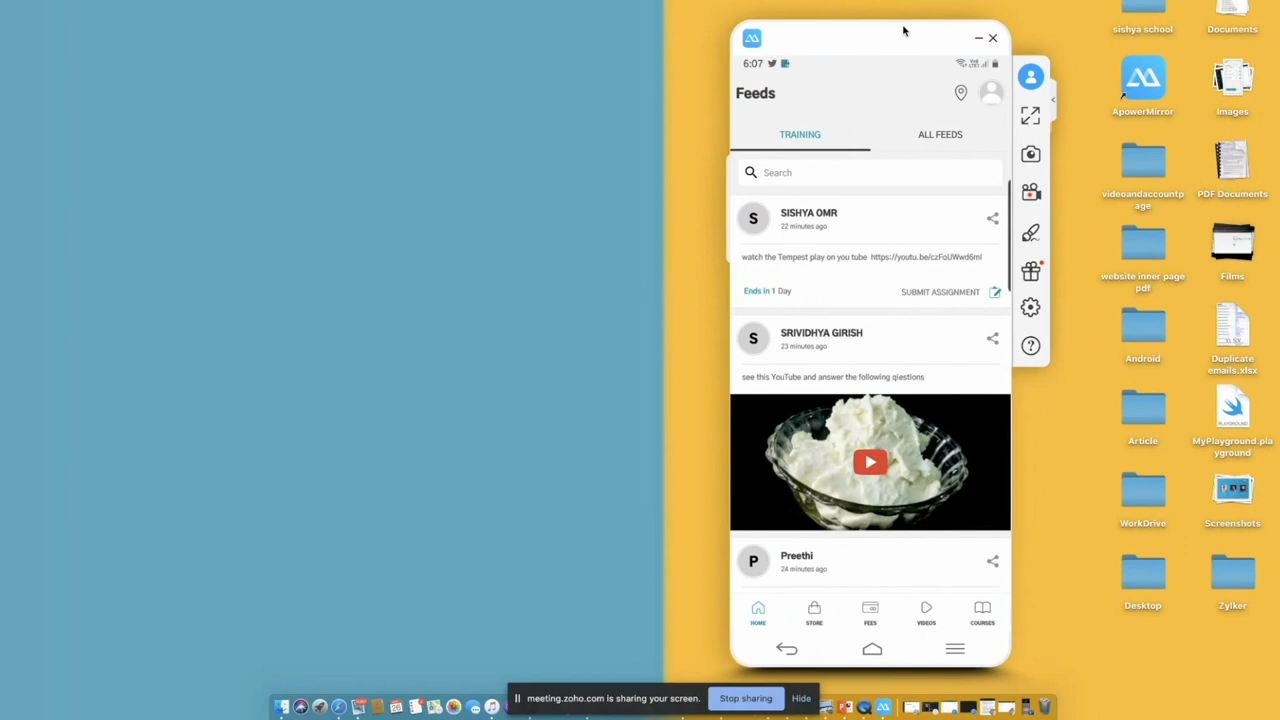 sishya school
Documents
6:07
Feeds
ApowerMirror
Images
TRAINING
ALL FEEDS
Search
videoandaccountp
age
PDF Documents
S
SISHYA OMR
22 minutes ago
watch the Tempest play on you tube https://youtu.be/czFoUWwd6mI
website inner page
pdf
Films
Ends in 1 Day
SUBMIT ASSIGNMENT
S
SRIVIDHYA GIRISH
23 minutes ago
Android
Duplicate
emails.xlsx
see this YouTube and answer the following qiestions
Article
MyPlayground.pla
yground
WorkDrive
Screenshots
P
Preethi
24 minutes ago
HOME
STORE
FEES
VIDEOS
COURSES
Desktop
Zylker
meeting.zoho.com is sharing your screen.
Stop sharing
Hide